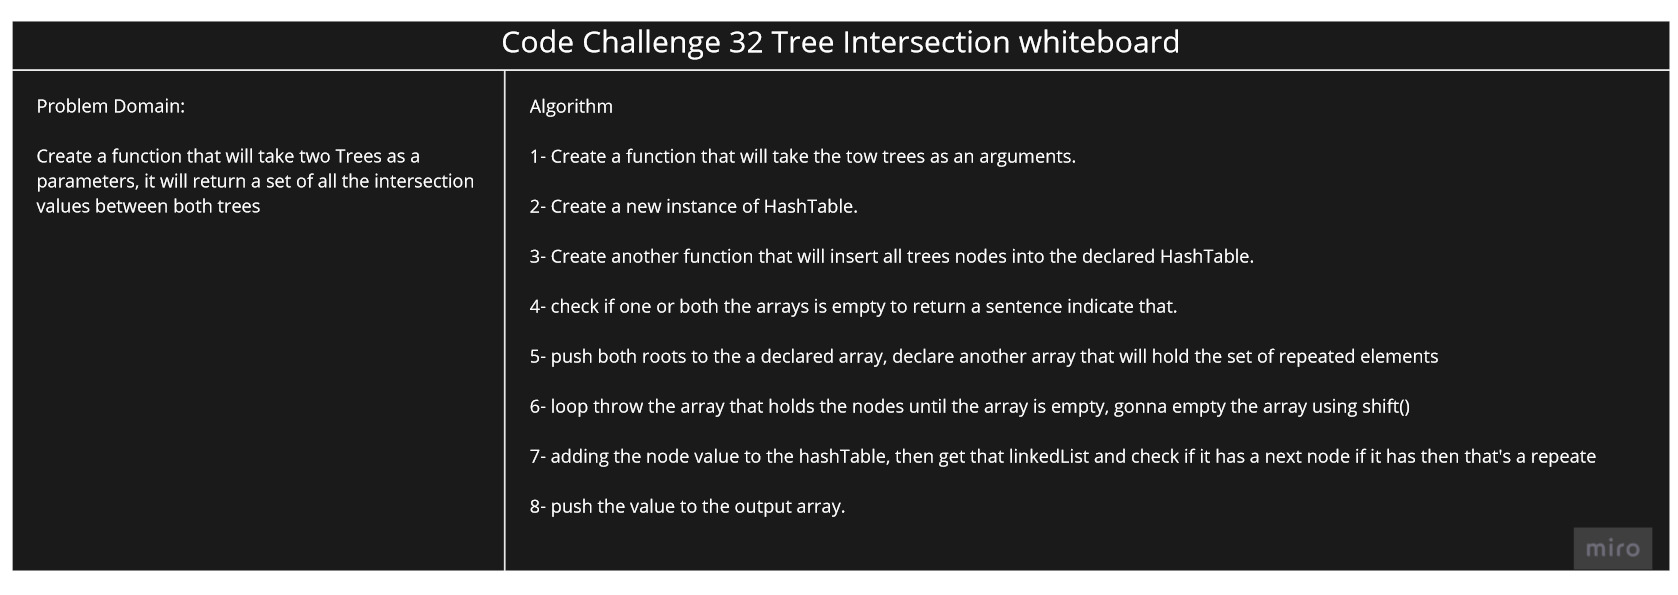 Code Challenge 32 Tree Intersection whiteboard
Problem Domain:
Create a function that will take two Trees as a
parameters, it will return a set of all the intersection
values between both trees
Algorithm
1- Create a function that will take the tow trees as an arguments.
2- Create a new instance of HashTable.
3- Create another function that will insert all trees nodes into the declared HashTable.
4- check if one or both the arrays is empty to return a sentence indicate that.
5- push both roots to the a declared array, declare another array that will hold the set of repeated elements
6- loop throw the array that holds the nodes until the array is empty, gonna empty the array using shift()
7- adding the node value to the hashTable, then get that linkedList and check if it has a next node if it has then that's a repeate
8- push the value to the output array.
miro